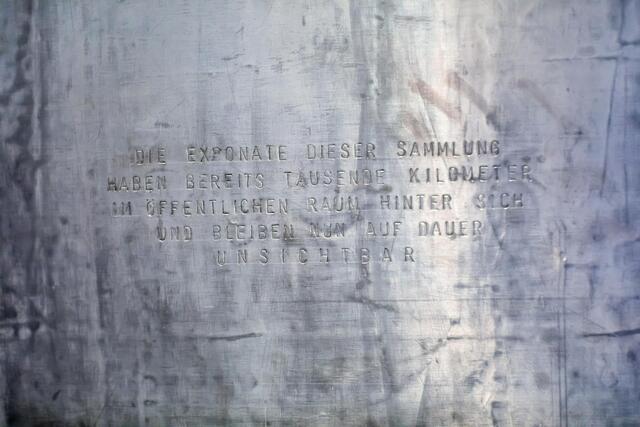 DIE EXPONATE DIESER SAMMLUNG
HABEN BEREITS TAUSENDE KILOMETER
IM ÖFFENTLICHEN RAUM HINTER SICH
UND BLEIBEN NUN AUF DAUER
UNSICHTBAR